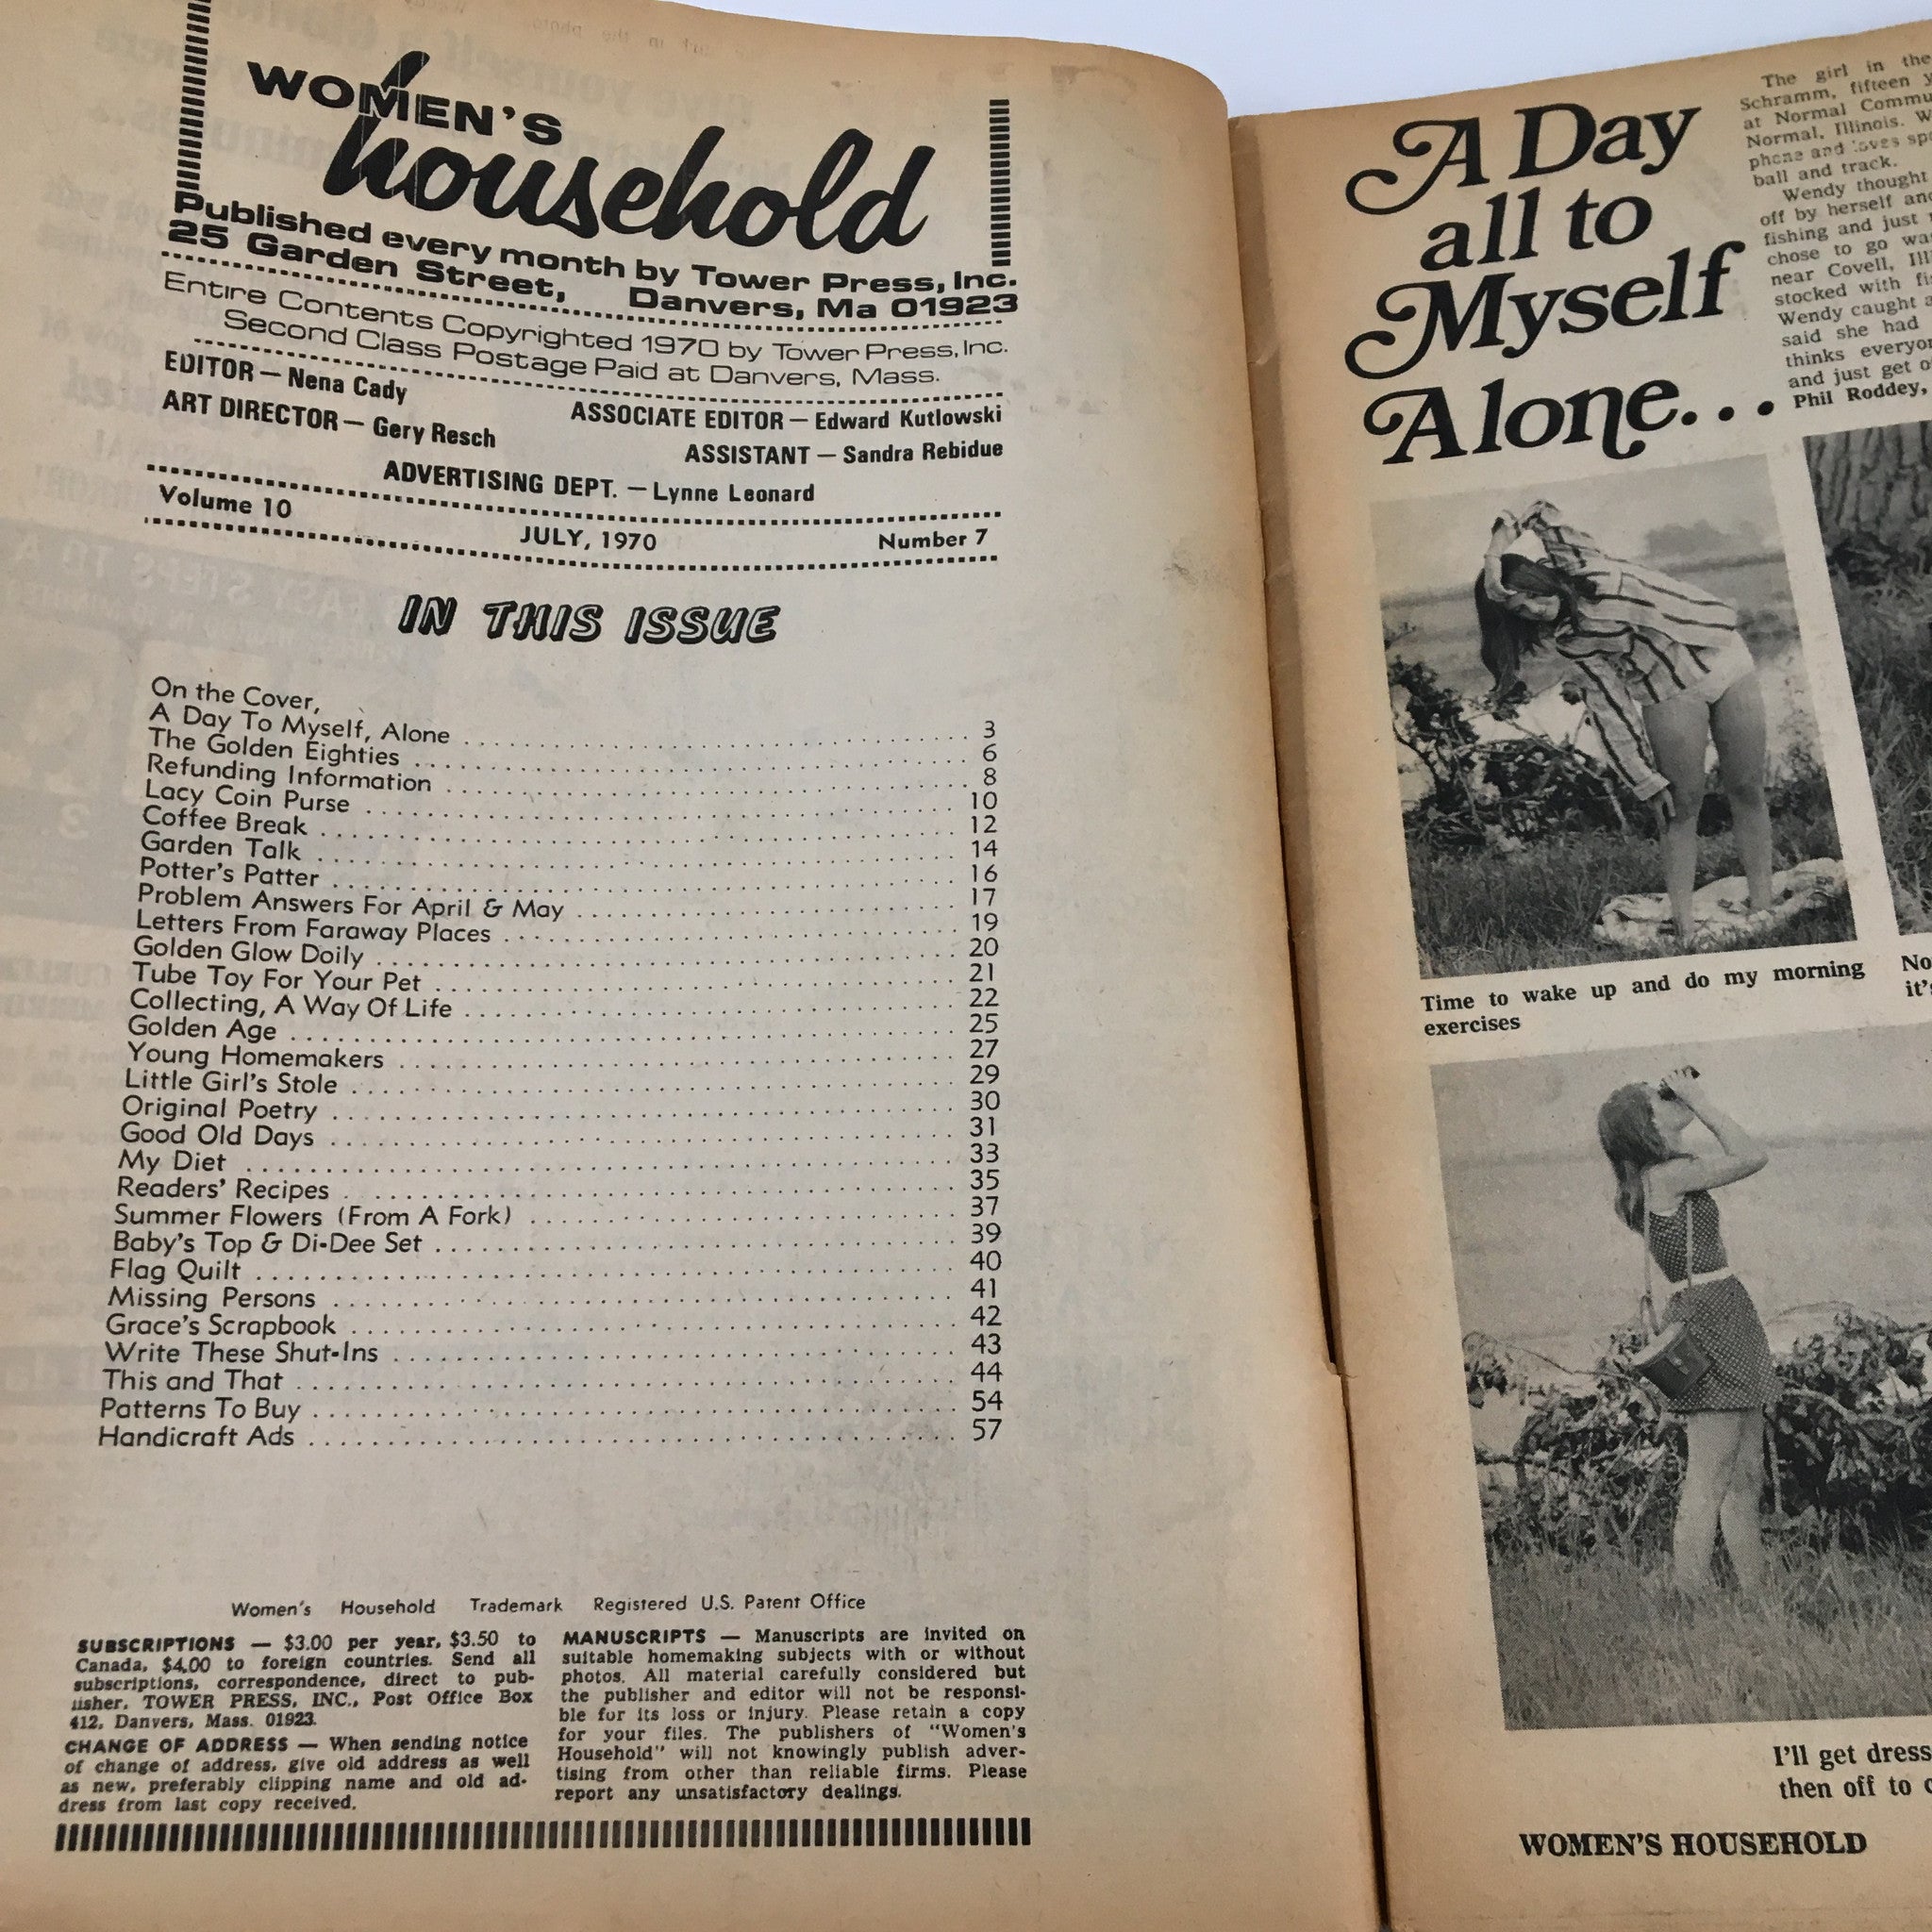 WOMEN'S
household
Published every month by Tower Press, Inc.
25 Garden Street, Danvers, Ma 01923
Entire Contents Copyrighted 1970 by Tower Press, Inc.
Second Class Postage Paid at Danvers, Mass.
EDITOR — Nena Cady
ASSOCIATE EDITOR — Edward Kutlowski
ART DIRECTOR — Gery Resch
ASSISTANT — Sandra Rebidue
ADVERTISING DEPT. — Lynne Leonard
Volume 10 JULY, 1970 Number 7
IN THIS ISSUE
On the Cover,
A Day To Myself, Alone 3
The Golden Eighties 6
Refunding Information 8
Lacy Coin Purse 10
Coffee Break 12
Garden Talk 14
Potter's Patter 16
Problem Answers For April & May 17
Letters From Faraway Places 19
Golden Glow Doily 20
Tube Toy For Your Pet 21
Collecting, A Way Of Life 22
Golden Age 25
Young Homemakers 27
Little Girl's Stole 29
Original Poetry 30
Good Old Days 31
My Diet 33
Readers' Recipes 35
Summer Flowers (From A Fork) 37
Baby's Top & Di-Dee Set 39
Flag Quilt 40
Missing Persons 41
Grace's Scrapbook 42
Write These Shut-Ins 43
This and That 44
Patterns To Buy 54
Handicraft Ads 57
Women's Household Trademark Registered U.S. Patent Office
SUBSCRIPTIONS — $3.00 per year, $3.50 to
Canada, $4.00 to foreign countries. Send all
subscriptions, correspondence, direct to pub-
lisher, TOWER PRESS, INC., Post Office Box
412, Danvers, Mass. 01923.
CHANGE OF ADDRESS — When sending notice
of change of address, give old address as well
as new, preferably clipping name and old ad-
dress from last copy received.
MANUSCRIPTS — Manuscripts are invited on
suitable homemaking subjects with or without
photos. All material carefully considered but
the publisher and editor will not be responsi-
ble for its loss or injury. Please retain a copy
for your files. The publishers of "Women's
Household" will not knowingly publish adver-
tising from other than reliable firms. Please
report any unsatisfactory dealings.
A Day
all to
Myself
Alone...
The girl in the
Schramm, fifteen
at Normal
Normal, Illinois.
phone and loves
ball and track.
Wendy thought
off by herself
fishing and just
chose to go
near Covell,
stocked with
Wendy caught
said she had
thinks
and just get
Phil Roddey,
Time to wake up and do my morning
exercises
I'll get
then off to
WOMEN'S HOUSEHOLD